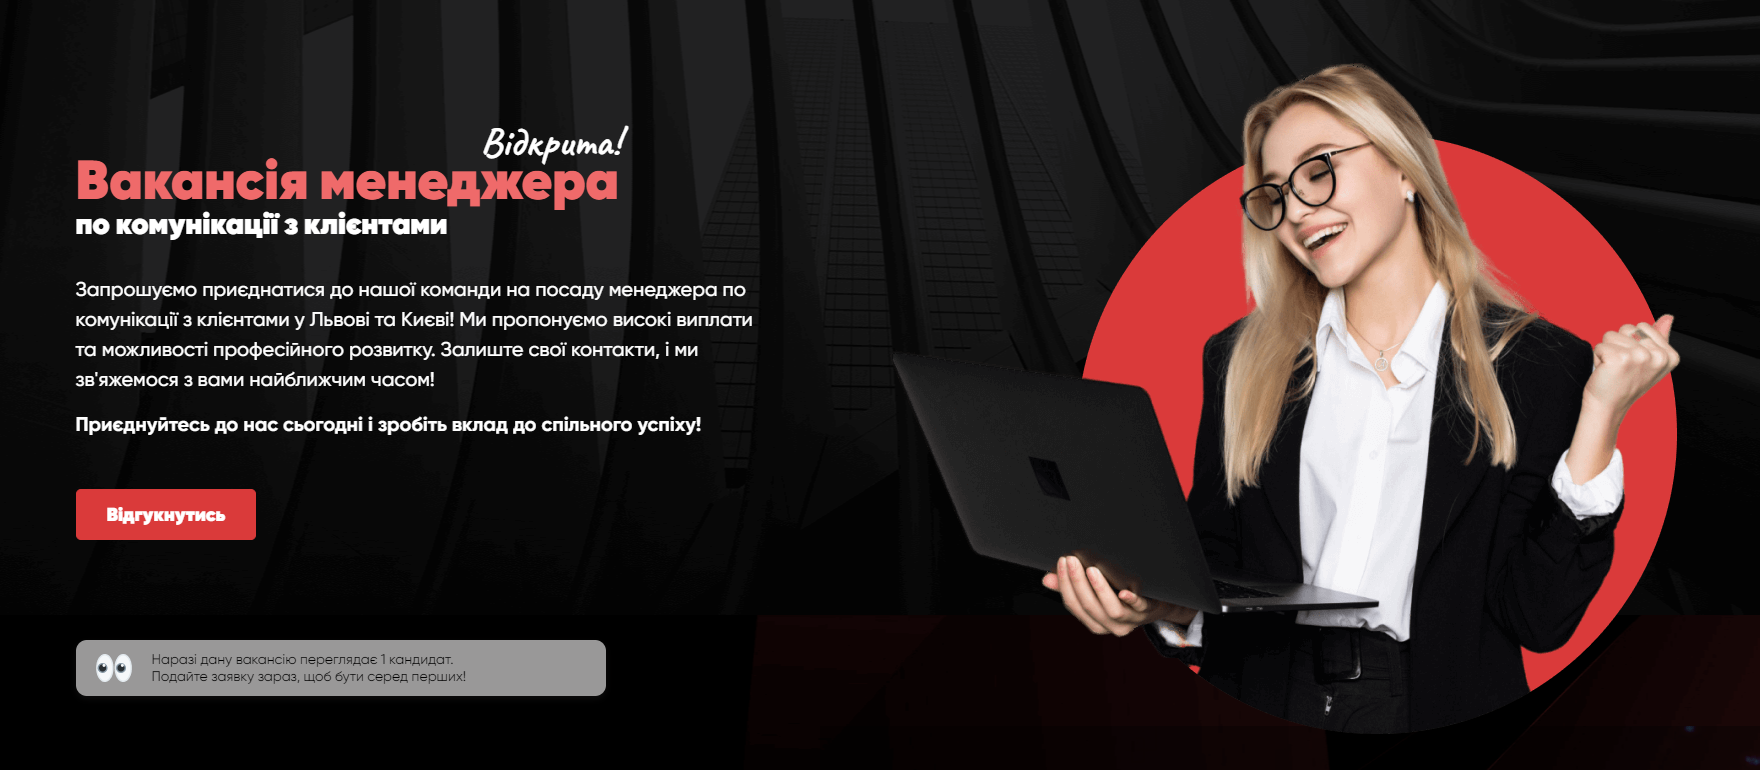 Відкрита!
Вакансія менеджера
по комунікації з клієнтами
Запрошуємо приєднатися до нашої команди на посаду менеджера по
комунікації з клієнтами у Львові та Києві! Ми пропонуємо високі виплати
та можливості професійного розвитку. Залиште свої контакти, і ми
зв'яжемося з вами найближчим часом!
Приєднуйтесь до нас сьогодні і зробіть вклад до спільного успіху!
Відгукнутись
Наразі дану вакансію переглядає 1 кандидат.
Подайте заявку зараз, щоб бути серед перших!